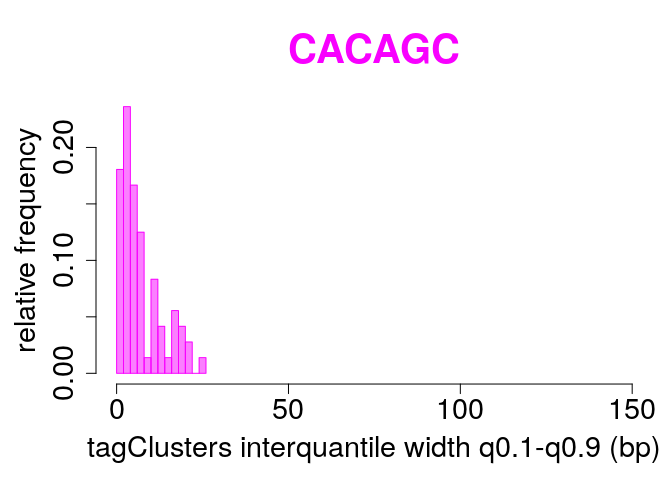 CACAGC
relative frequency
0.20
0.10
0.00
0 50 100 150
tagClusters interquantile width q0.1-q0.9 (bp)